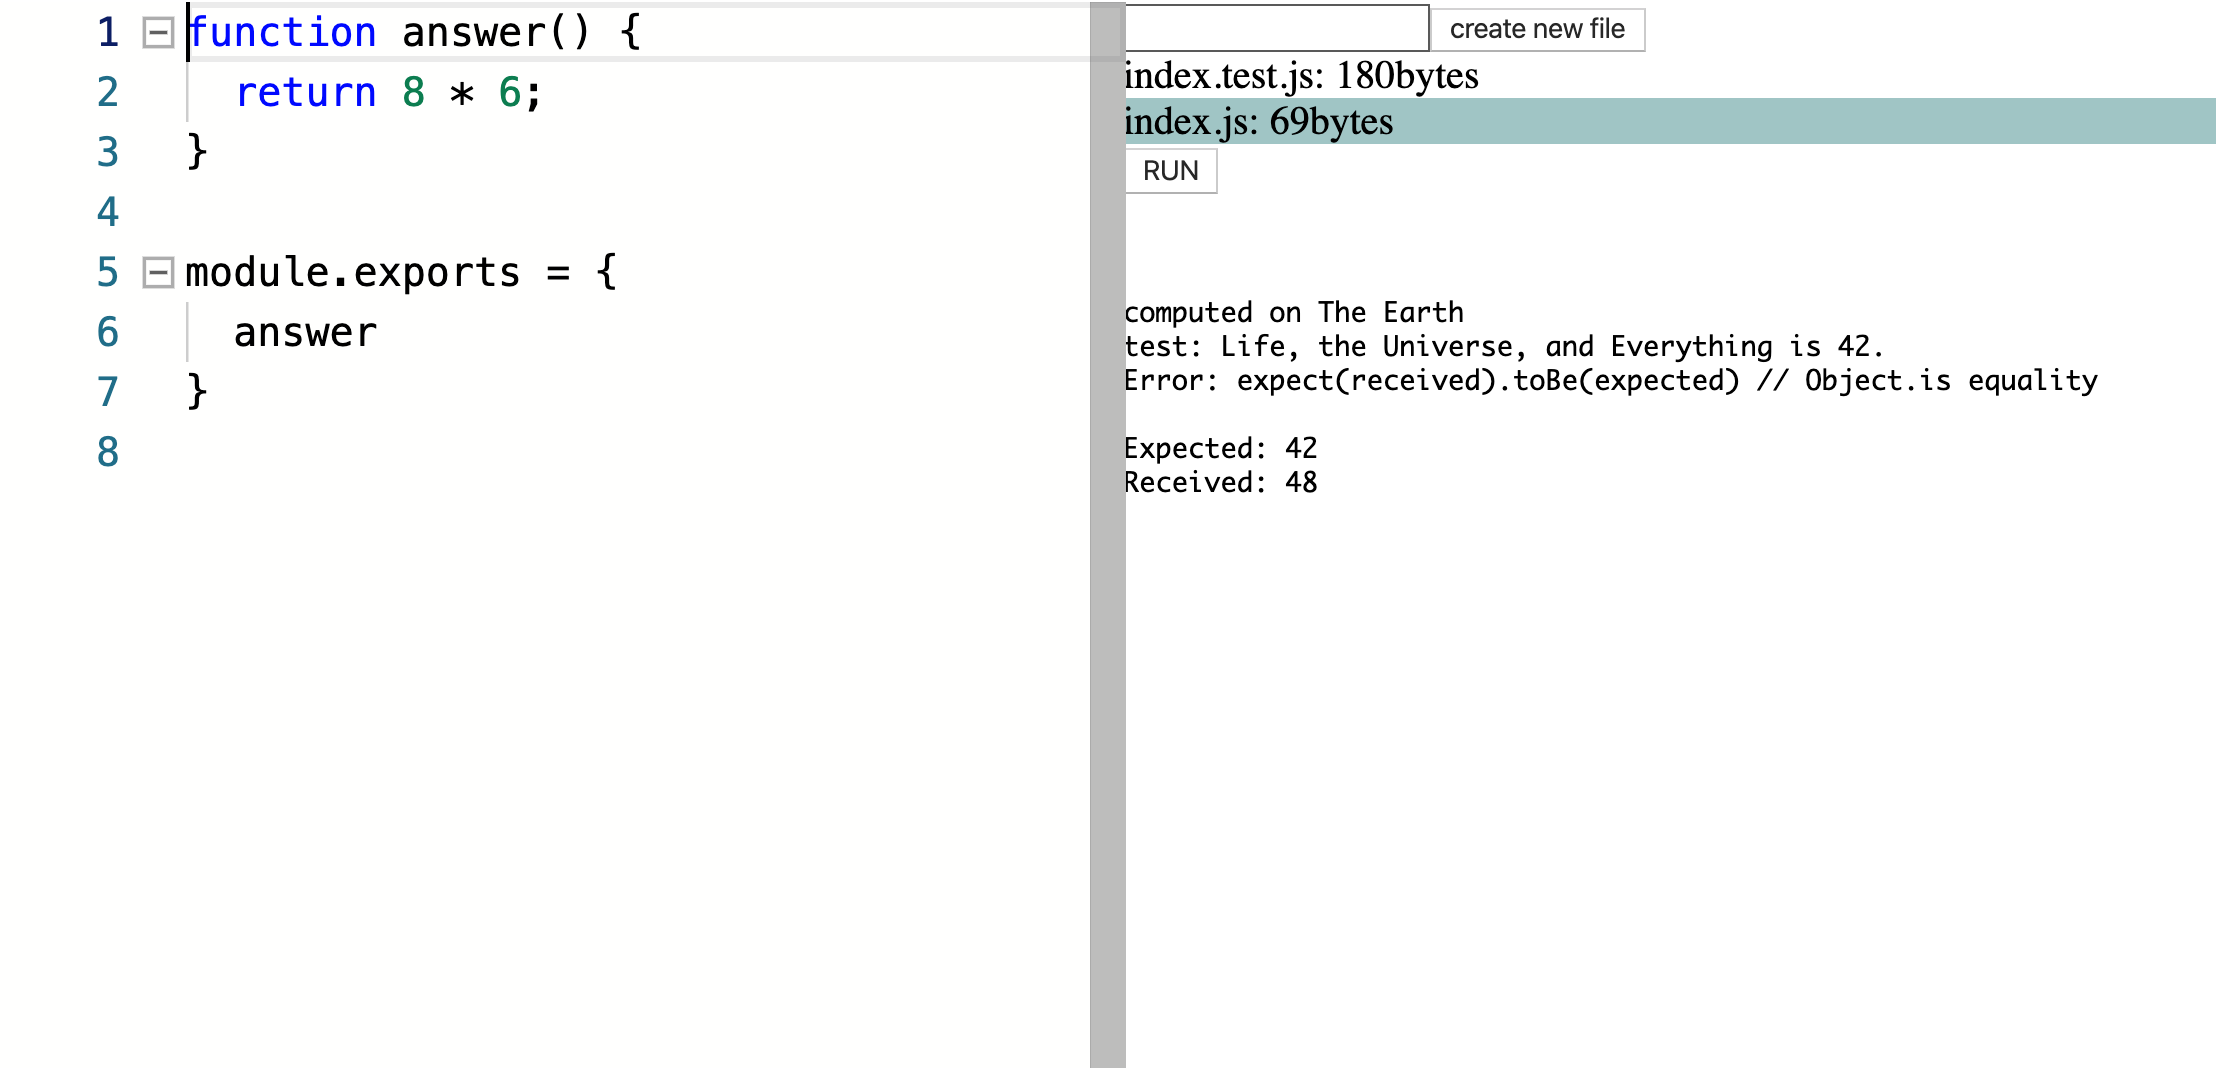 1 function answer() {
2 return 8 * 6;
3 }
4
5 module.exports = {
6 answer
7 }
8
create new file
index.test.js: 180bytes
index.js: 69bytes
RUN
computed on The Earth
test: Life, the Universe, and Everything is 42.
Error: expect(received).toBe(expected) // Object.is equality
Expected: 42
Received: 48